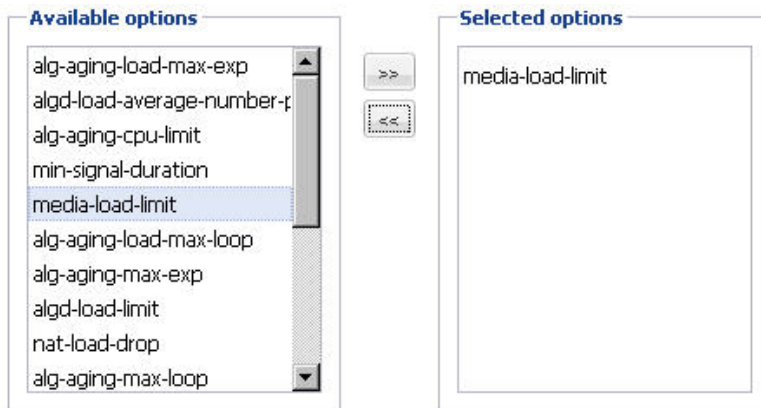 Available options
alg-aging-load-max-exp
algd-load-average-number-p
alg-aging-cpu-limit
min-signal-duration
media-load-limit
alg-aging-load-max-loop
alg-aging-max-exp
algd-load-limit
nat-load-drop
alg-aging-max-loop
>>
<<
Selected options
media-load-limit